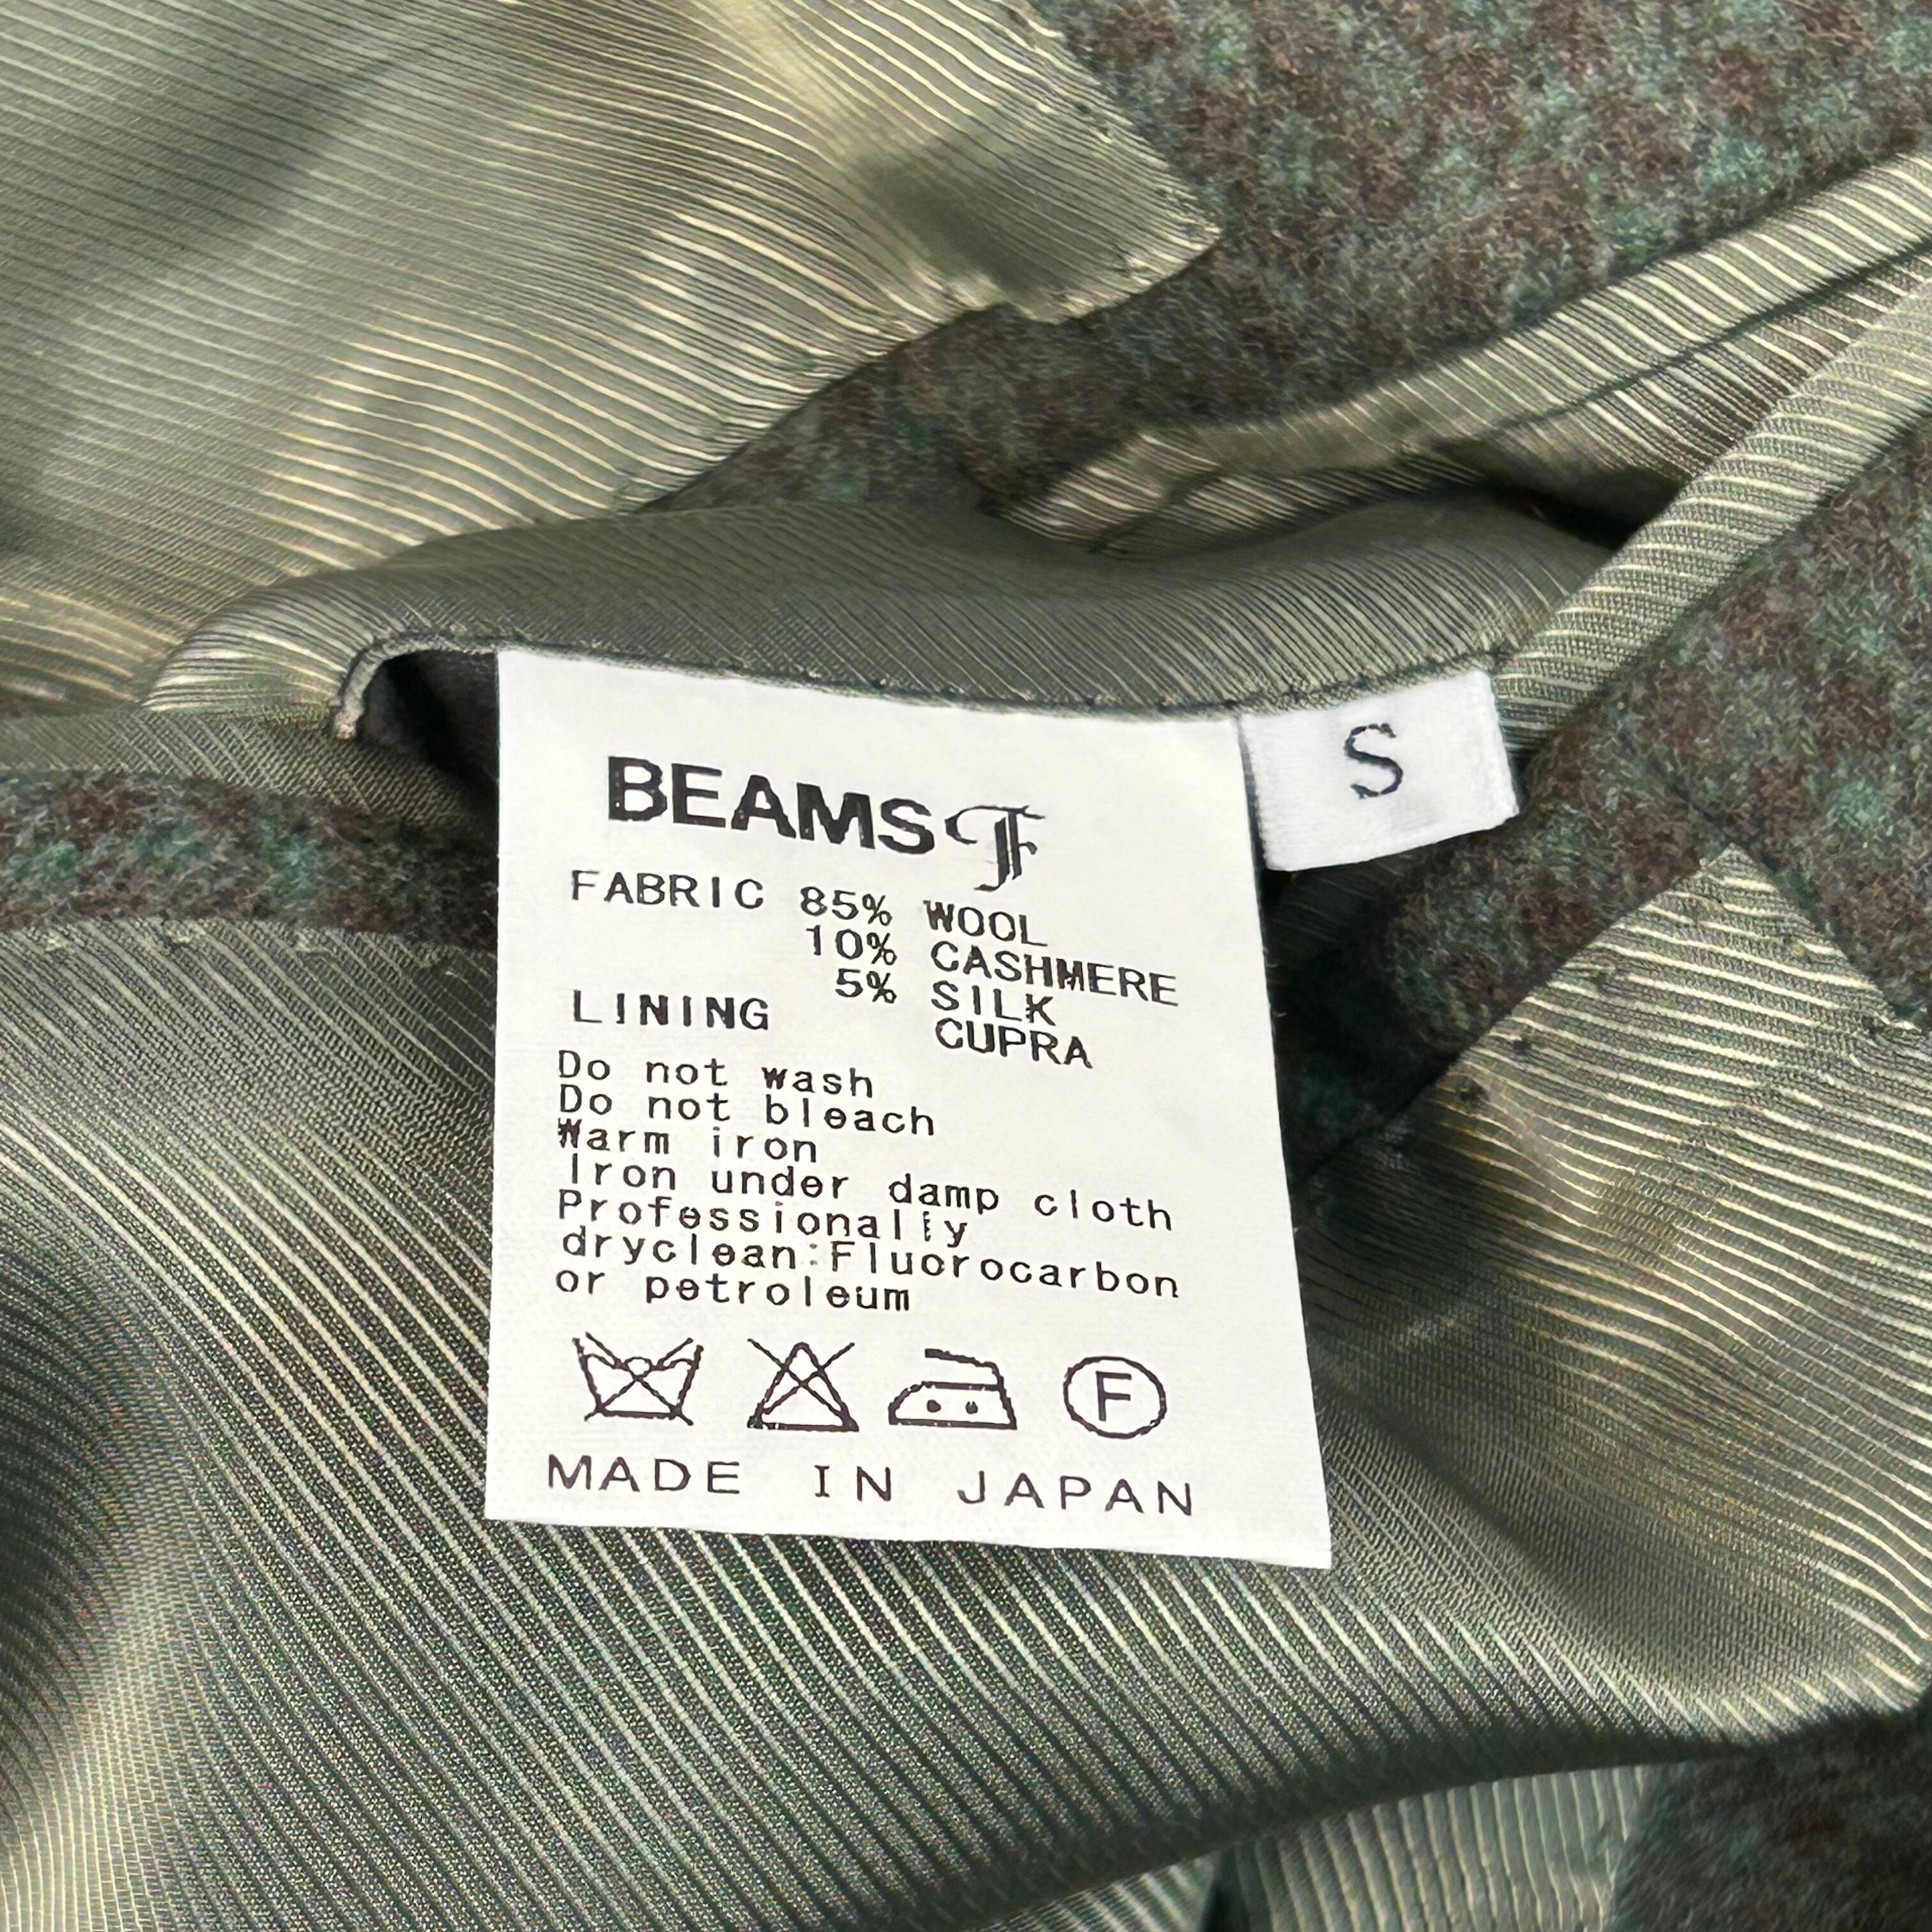 BEAMS F
S
FABRIC 85% WOOL
10% CASHMERE
5% SILK
LINING CUPRA
Do not wash
Do not bleach
Warm iron
Iron under damp cloth
Professionally
dryclean:Fluorocarbon
or petroleum
F
MADE IN JAPAN